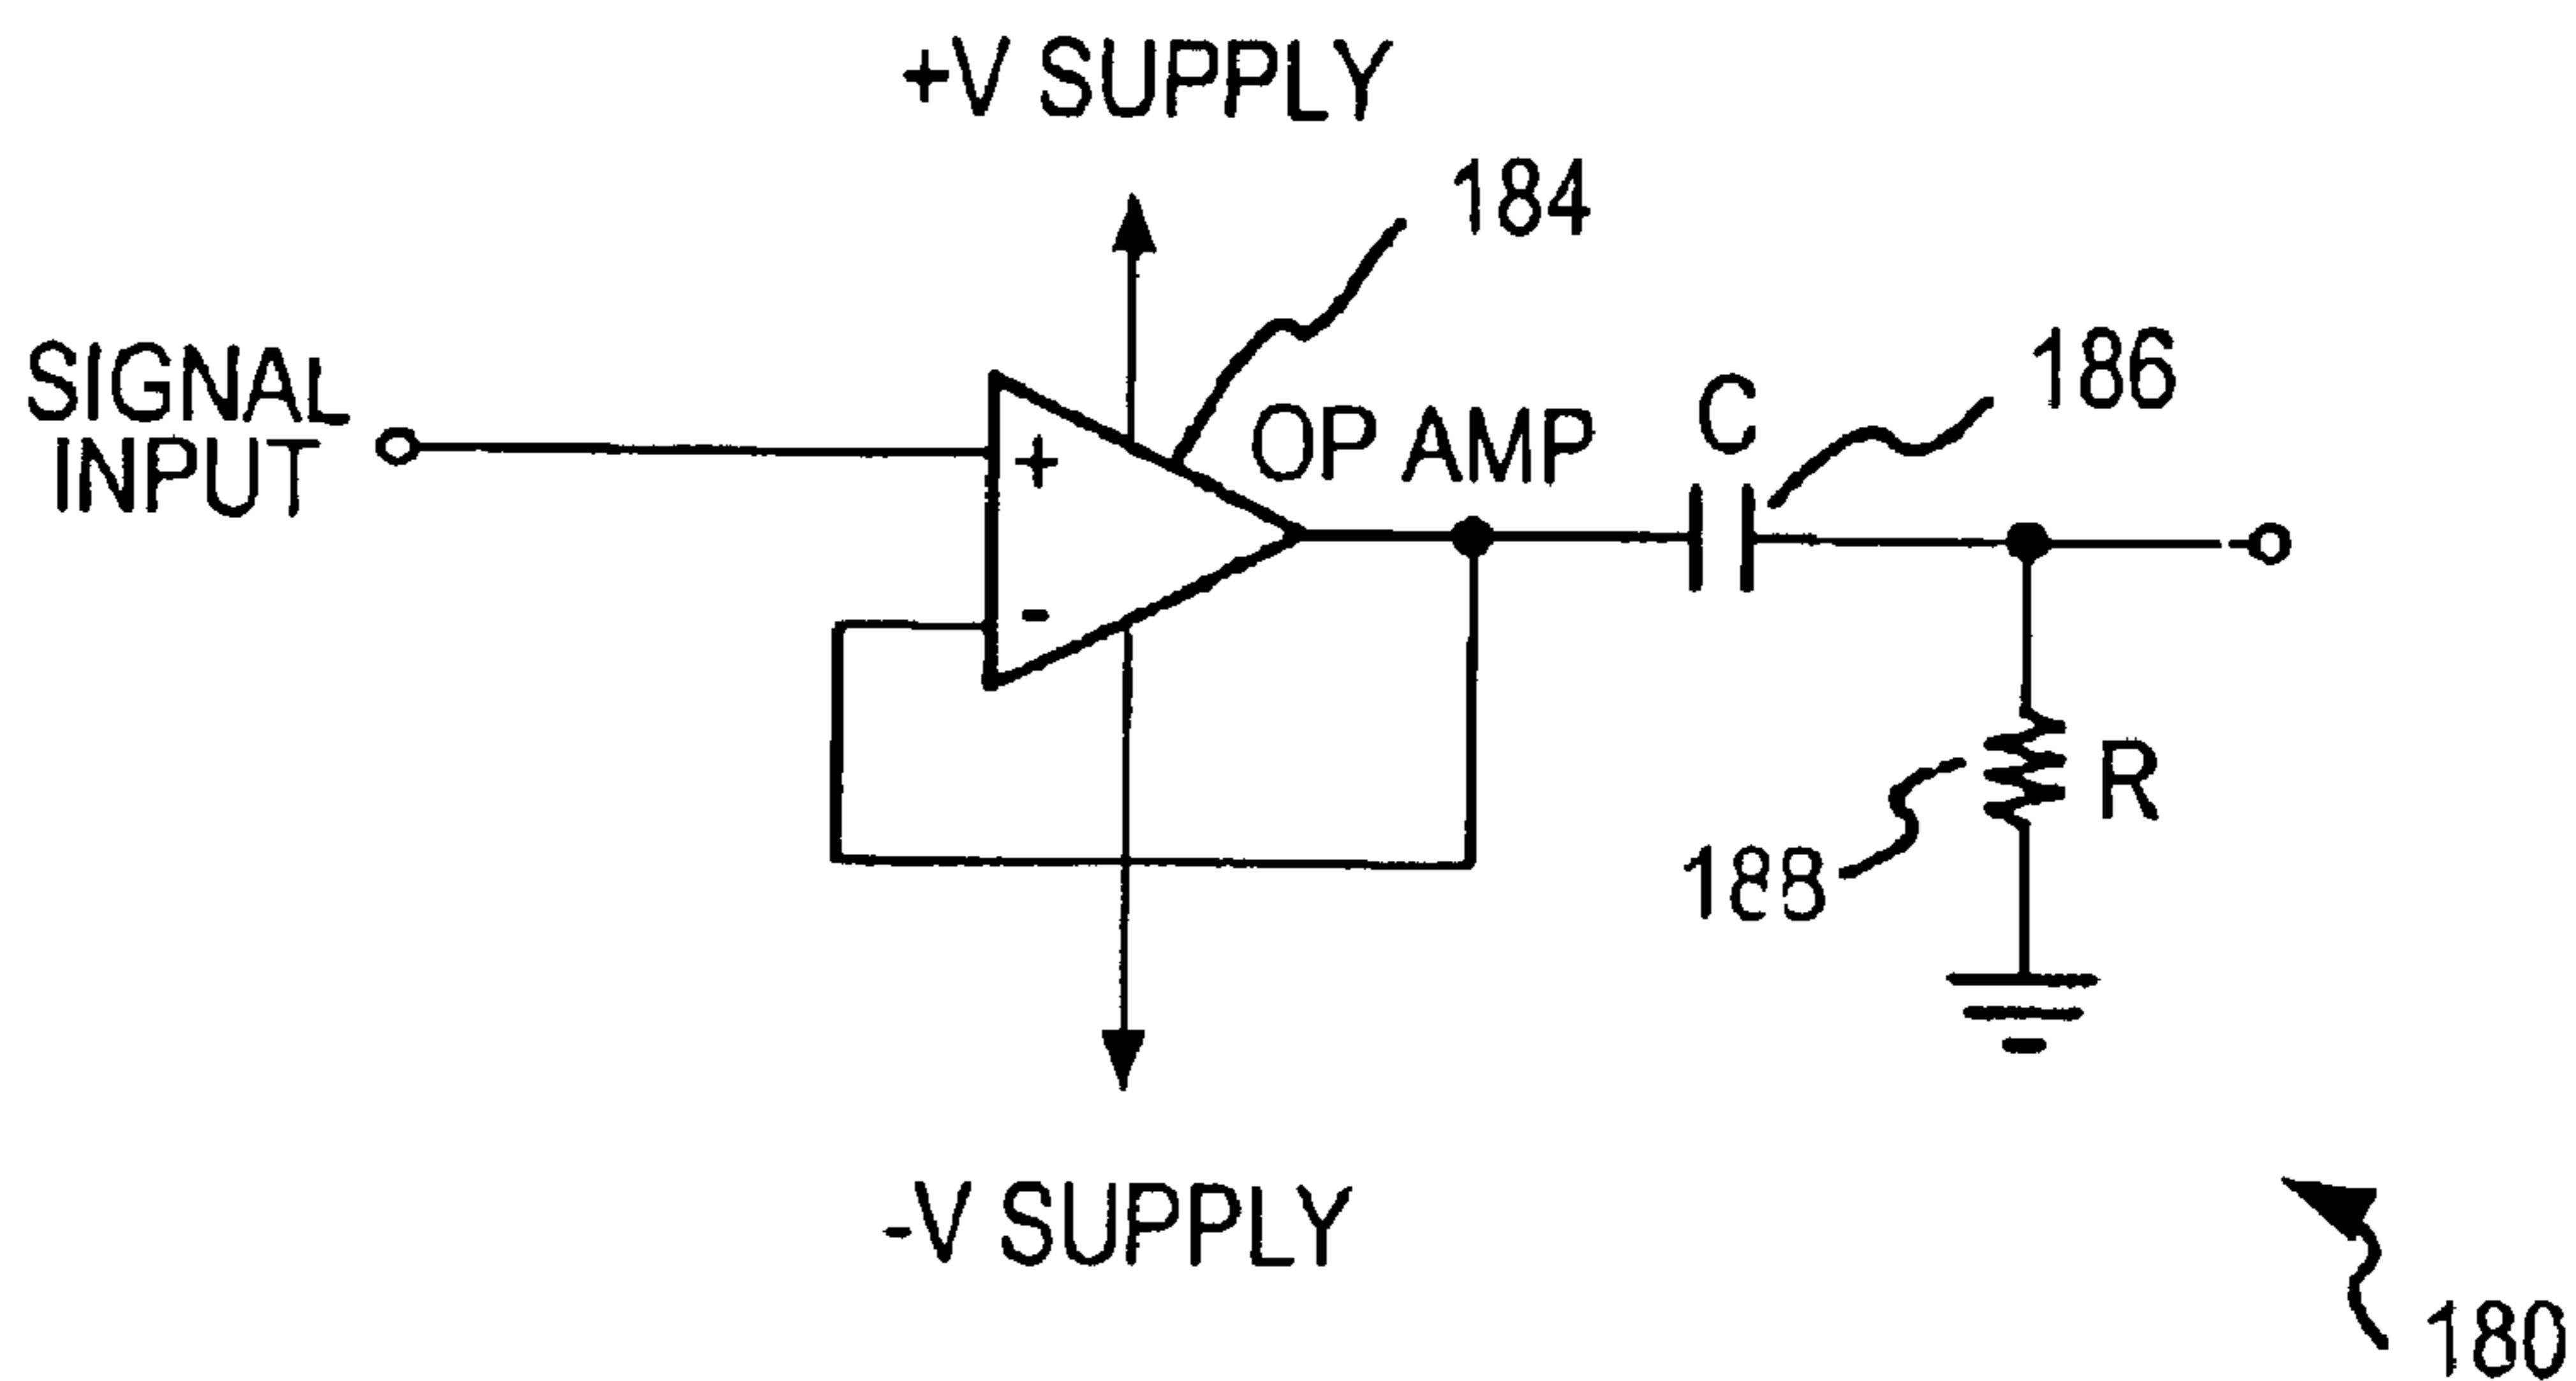 +V SUPPLY
184
SIGNAL
INPUT
+
OP AMP
C
186
-
R
188
-V SUPPLY
180